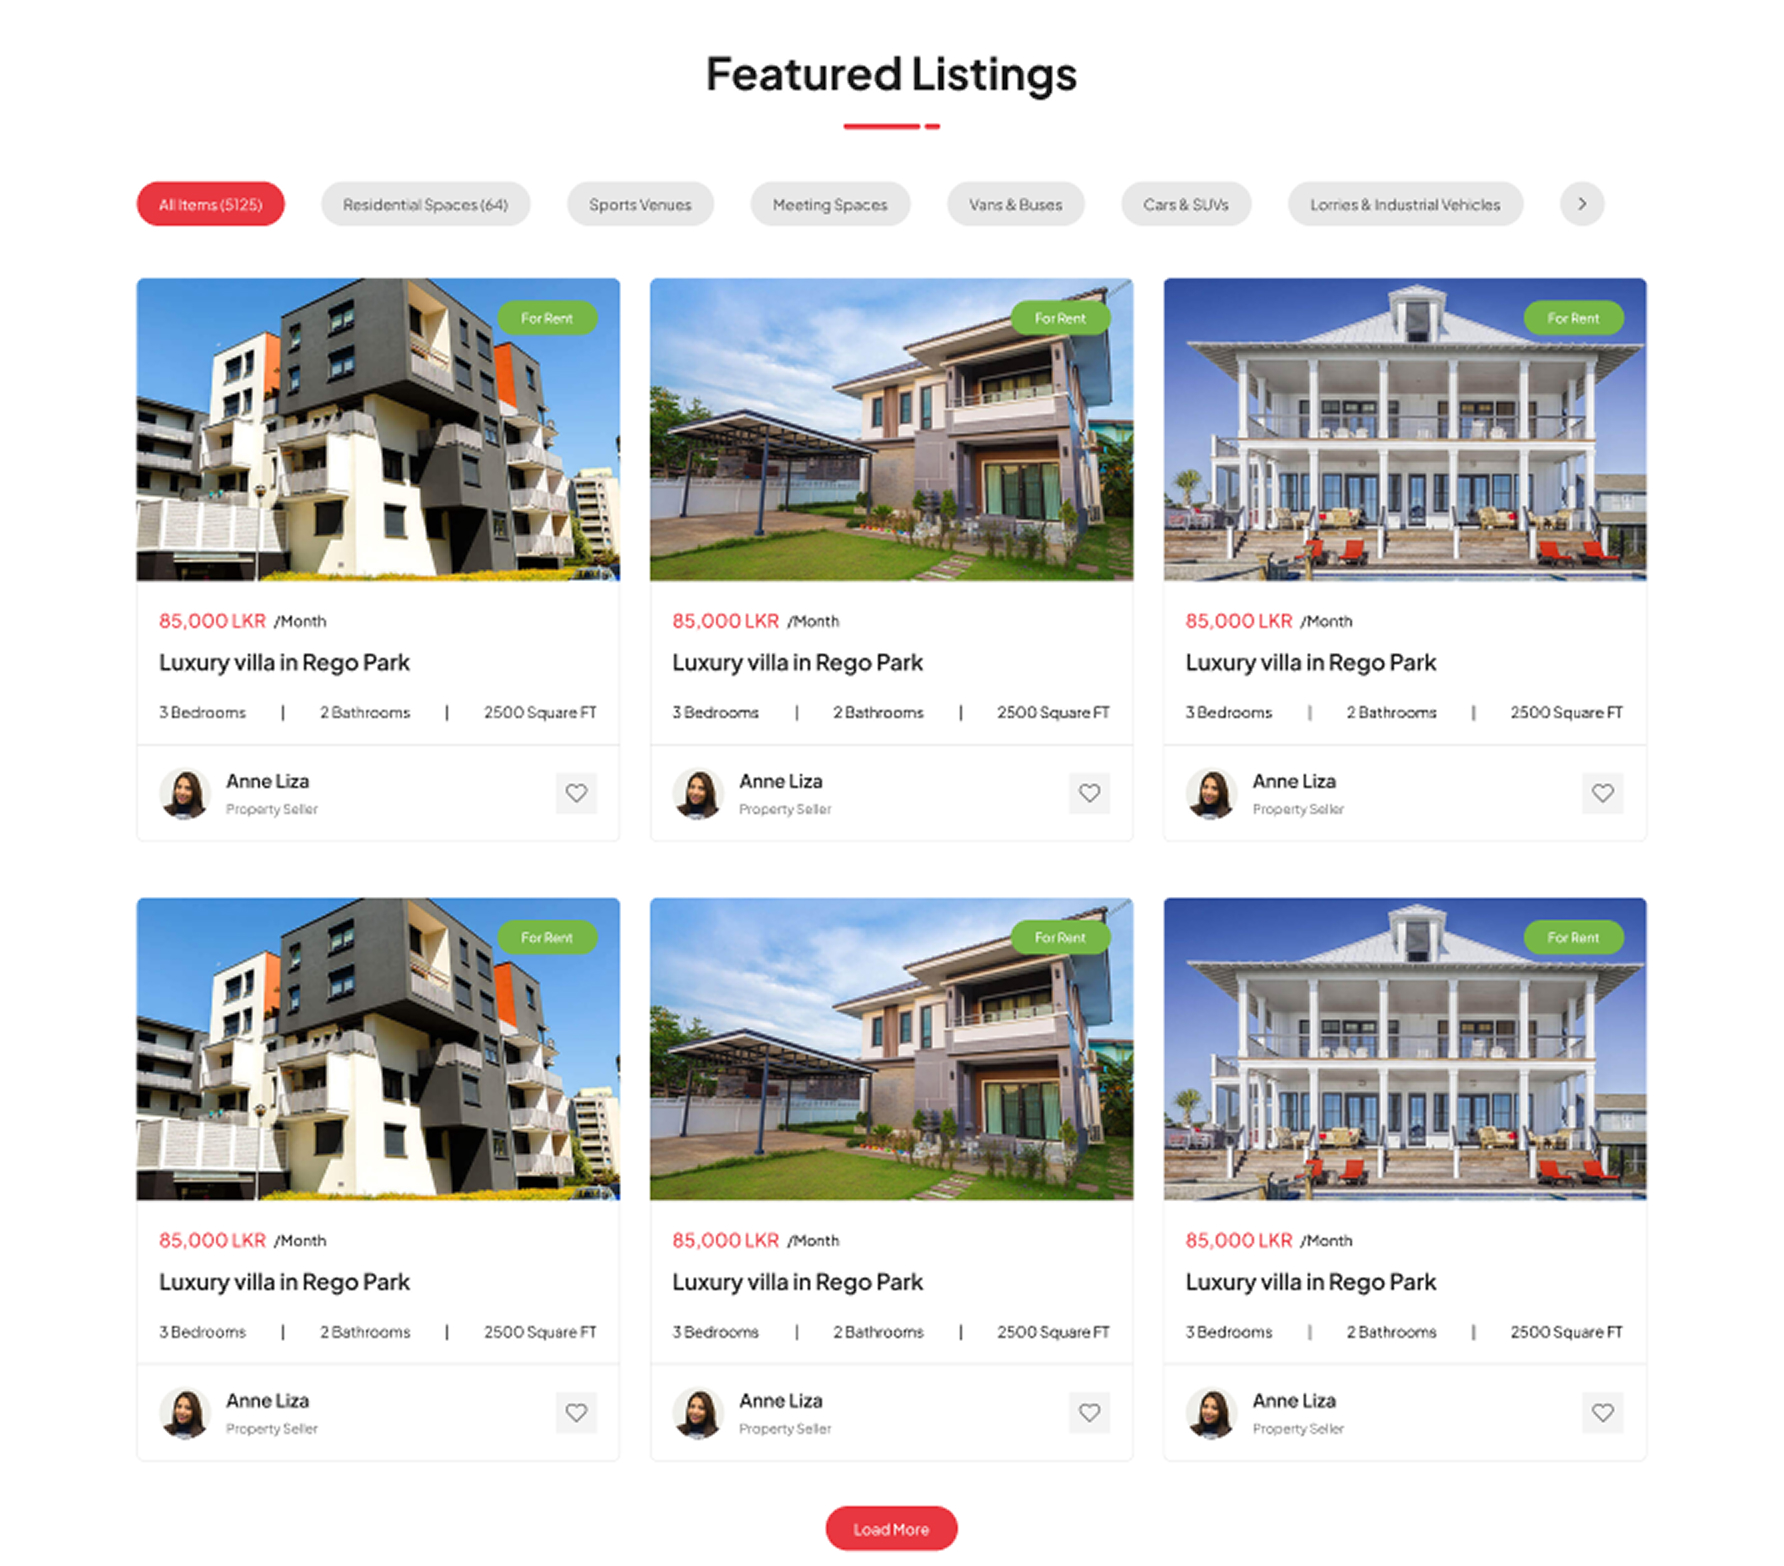 Featured Listings
All Items (5125)
Residential Spaces (64)
Sports Venues
Meeting Spaces
Vans & Buses
Cars & SUVs
Lorries & Industrial Vehicles
For Rent
For Rent
For Rent
85,000 LKR /Month
Luxury villa in Rego Park
3 Bedrooms | 2 Bathrooms | 2500 Square FT
Anne Liza
Property Seller
85,000 LKR /Month
Luxury villa in Rego Park
3 Bedrooms | 2 Bathrooms | 2500 Square FT
Anne Liza
Property Seller
85,000 LKR /Month
Luxury villa in Rego Park
3 Bedrooms | 2 Bathrooms | 2500 Square FT
Anne Liza
Property Seller
For Rent
For Rent
For Rent
85,000 LKR /Month
Luxury villa in Rego Park
3 Bedrooms | 2 Bathrooms | 2500 Square FT
Anne Liza
Property Seller
85,000 LKR /Month
Luxury villa in Rego Park
3 Bedrooms | 2 Bathrooms | 2500 Square FT
Anne Liza
Property Seller
85,000 LKR /Month
Luxury villa in Rego Park
3 Bedrooms | 2 Bathrooms | 2500 Square FT
Anne Liza
Property Seller
Load More